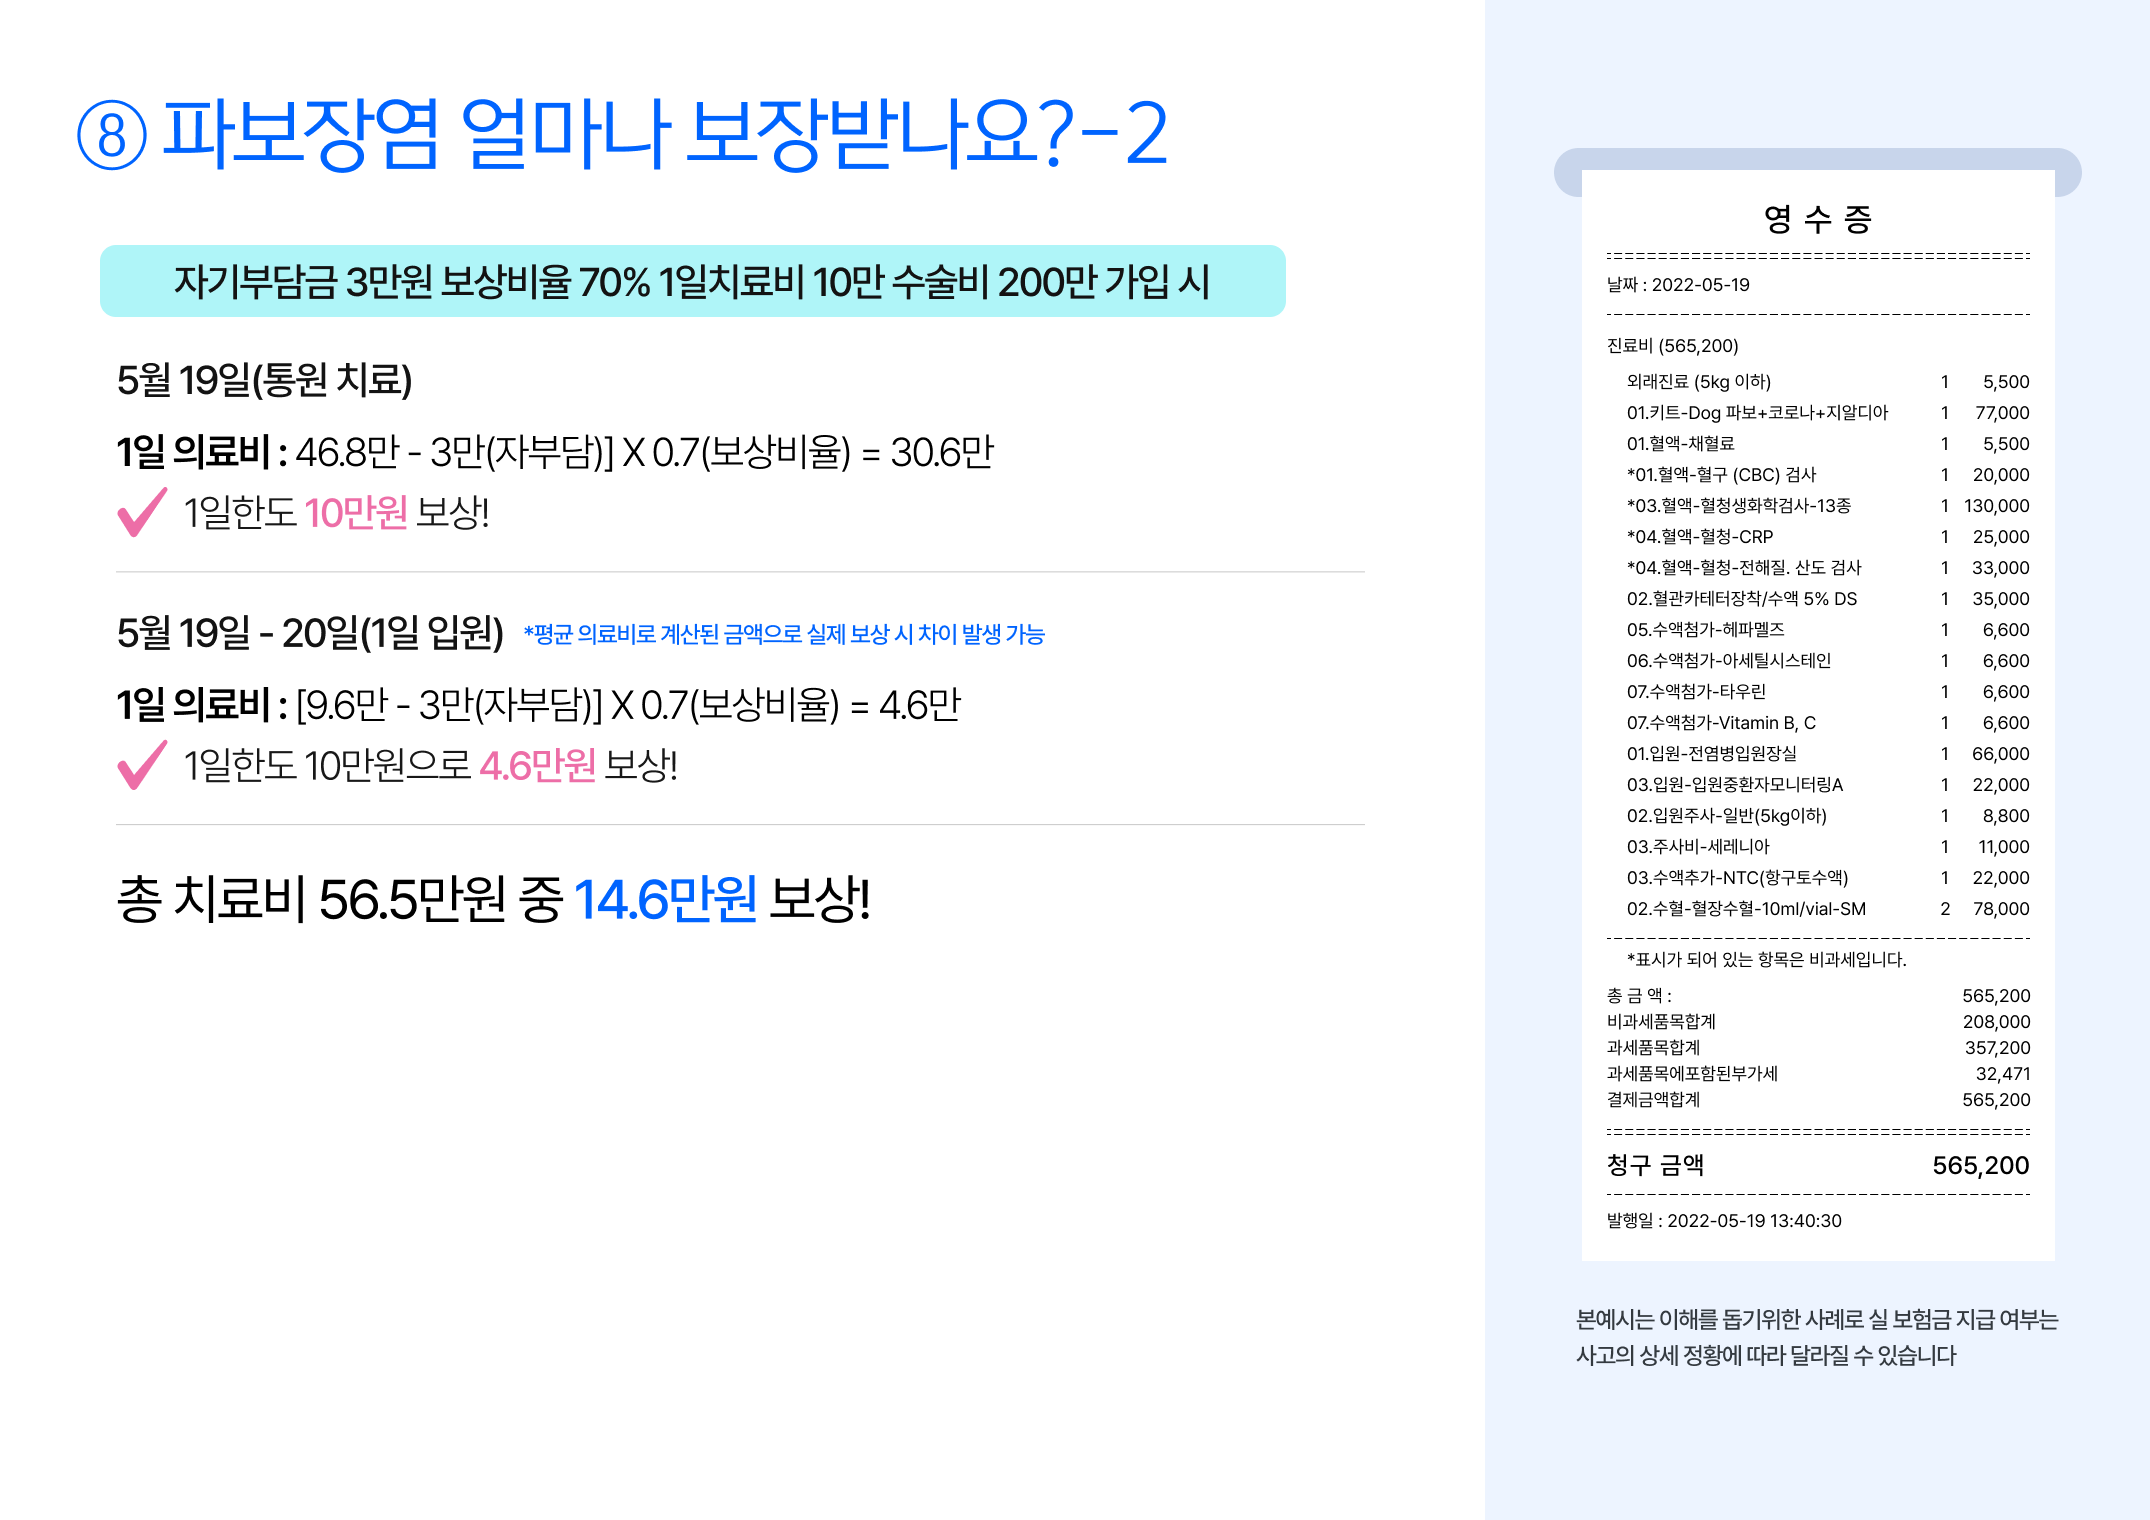 ⑧ 파보장염 얼마나 보장받나요?-2
자기부담금 3만원 보상비율 70% 1일치료비 10만 수술비 200만 가입 시
5월 19일(통원 치료)
1일 의료비 : 46.8만 - 3만(자부담)] X 0.7(보상비율) = 30.6만
1일한도 10만원 보상!
5월 19일 - 20일(1일 입원) *평균 의료비로 계산된 금액으로 실제 보상 시 차이 발생 가능
1일 의료비 : [9.6만 - 3만(자부담)] X 0.7(보상비율) = 4.6만
1일한도 10만원으로 4.6만원 보상!
총 치료비 56.5만원 중 14.6만원 보상!
영 수 증
날짜 : 2022-05-19
진료비 (565,200)
외래진료 (5kg 이하) 1 5,500
01.키트-Dog 파보+코로나+지알디아 1 77,000
01.혈액-채혈료 1 5,500
*01.혈액-혈구 (CBC) 검사 1 20,000
*03.혈액-혈청생화학검사-13종 1 130,000
*04.혈액-혈청-CRP 1 25,000
*04.혈액-혈청-전해질. 산도 검사 1 33,000
02.혈관카테터장착/수액 5% DS 1 35,000
05.수액첨가-헤파멜즈 1 6,600
06.수액첨가-아세틸시스테인 1 6,600
07.수액첨가-타우린 1 6,600
07.수액첨가-Vitamin B, C 1 6,600
01.입원-전염병입원장실 1 66,000
03.입원-입원중환자모니터링A 1 22,000
02.입원주사-일반(5kg이하) 1 8,800
03.주사비-세레니아 1 11,000
03.수액추가-NTC(항구토수액) 1 22,000
02.수혈-혈장수혈-10ml/vial-SM 2 78,000
*표시가 되어 있는 항목은 비과세입니다.
총 금 액 : 565,200
비과세품목합계 208,000
과세품목합계 357,200
과세품목에포함된부가세 32,471
결제금액합계 565,200
청구 금액 565,200
발행일 : 2022-05-19 13:40:30
본예시는 이해를 돕기위한 사례로 실 보험금 지급 여부는
사고의 상세 정황에 따라 달라질 수 있습니다